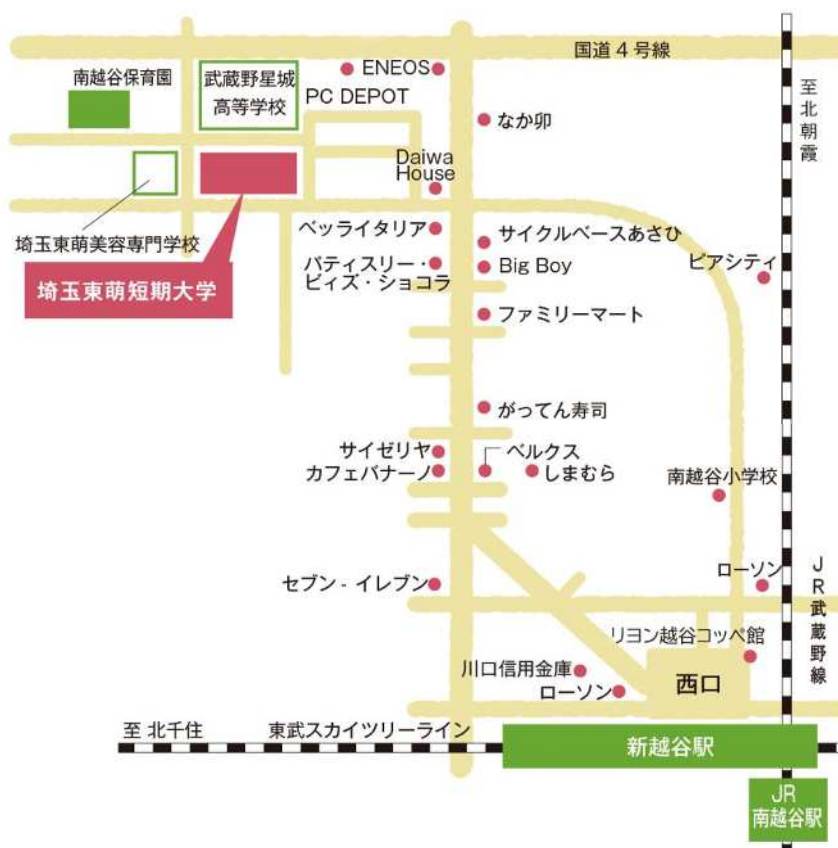 国道４号線
南越谷保育園
武蔵野星城
高等学校
ENEOS
PC DEPOT
至北朝霞
なか卯
Daiwa
House
埼玉東萌美容専門学校
埼玉東萌短期大学
ベッライタリア
サイクルベースあさひ
パティスリー・
ビィズ・ショコラ
Big Boy
ピアシティ
ファミリーマート
がってん寿司
サイゼリヤ
ベルクス
カフェバナーノ
しまむら
南越谷小学校
セブン - イレブン
ローソン
JR武蔵野線
リヨン越谷コッペ館
川口信用金庫
ローソン
西口
至 北千住
東武スカイツリーライン
新越谷駅
JR
南越谷駅